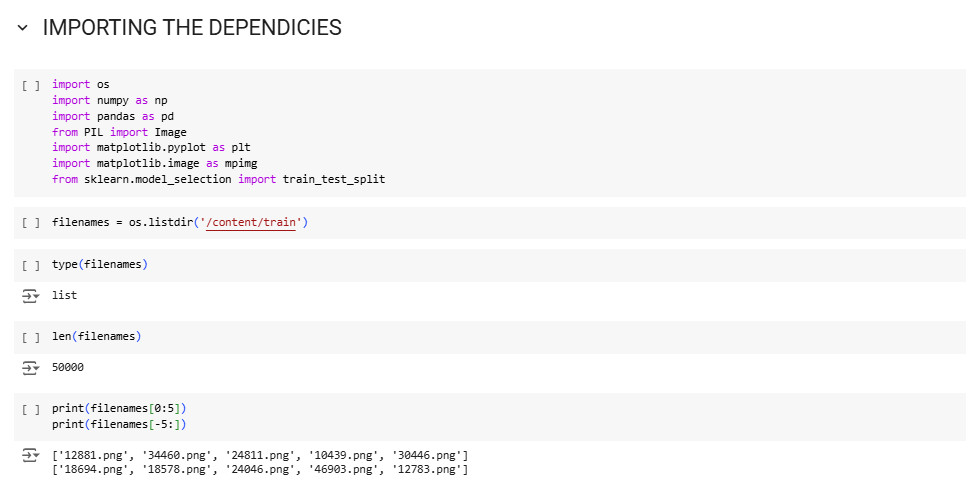 IMPORTING THE DEPENDICIES
[ ] import os
import numpy as np
import pandas as pd
from PIL import Image
import matplotlib.pyplot as plt
import matplotlib.image as mpimg
from sklearn.model_selection import train_test_split
[ ] filenames = os.listdir('/content/train')
[ ] type(filenames)
list
[ ] len(filenames)
50000
[ ] print(filenames[0:5])
print(filenames[-5:])
['12881.png', '34460.png', '24811.png', '10439.png', '30446.png']
['18694.png', '18578.png', '24046.png', '46903.png', '12783.png']